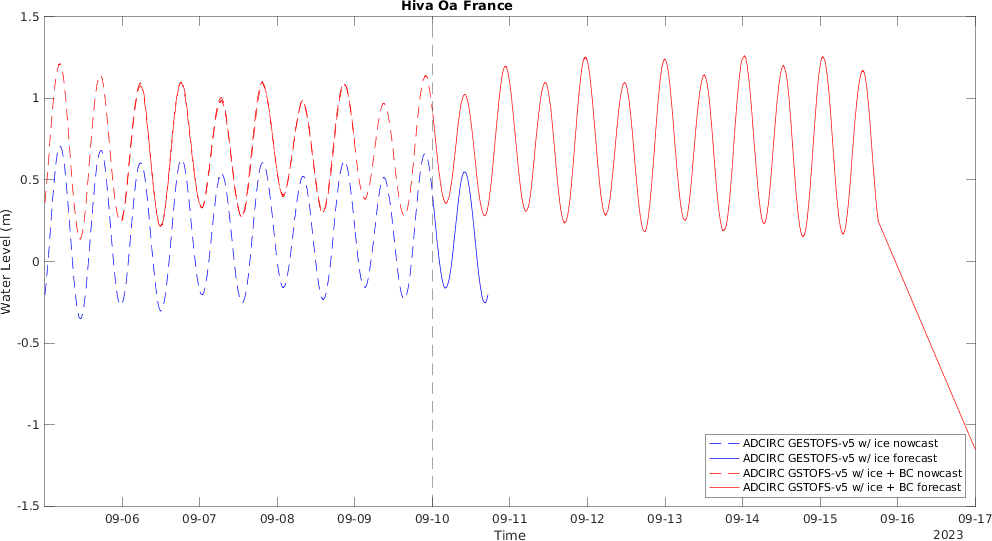 Hiva Oa France
1.5
1
0.5
0
-0.5
-1
-1.5
Water Level (m)
ADCIRC GESTOFS-v5 w/ ice nowcast
ADCIRC GESTOFS-v5 w/ ice forecast
ADCIRC GSTOFS-v5 w/ ice + BC nowcast
ADCIRC GSTOFS-v5 w/ ice + BC forecast
09-06 09-07 09-08 09-09 09-10 09-11 09-12 09-13 09-14 09-15 09-16 09-17
Time
2023